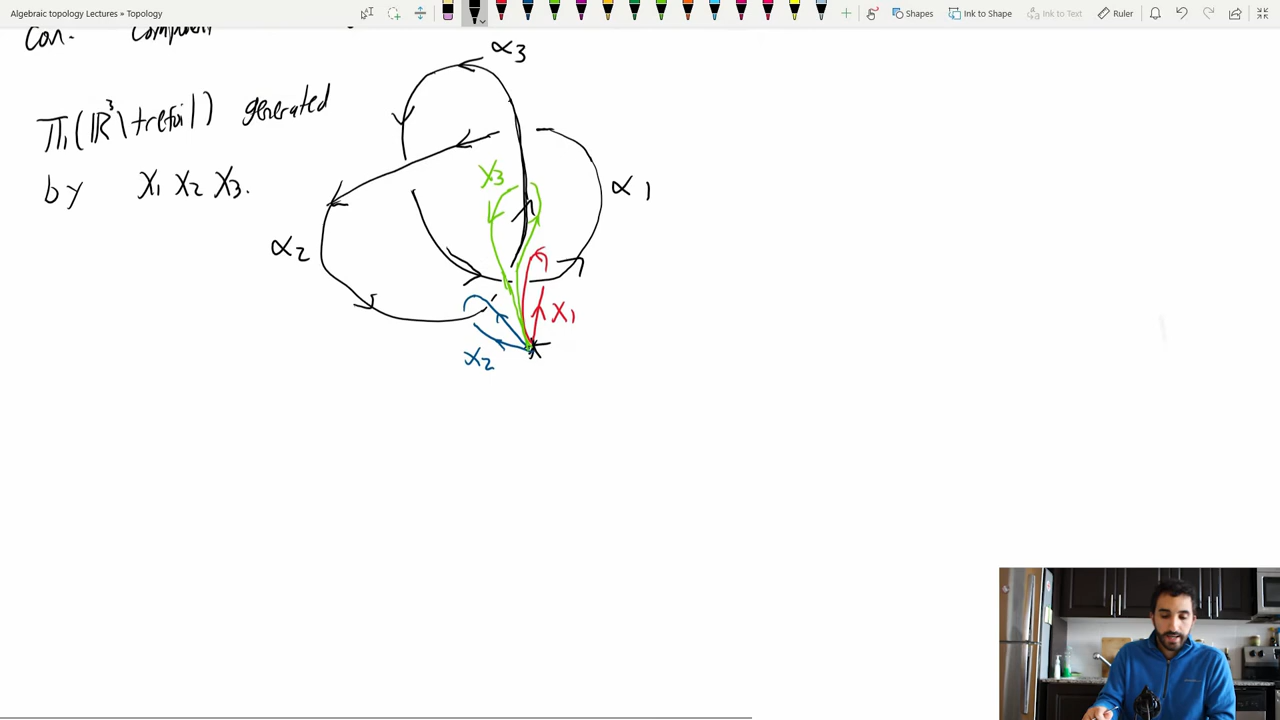 Algebraic topology Lectures » Topology
Shapes
Ink to Shape
Ink to Text
Ruler
Con. Component
α3
π1(ℝ³\trefoil) generated
by X1 X2 X3.
X3
α1
α2
X1
X2